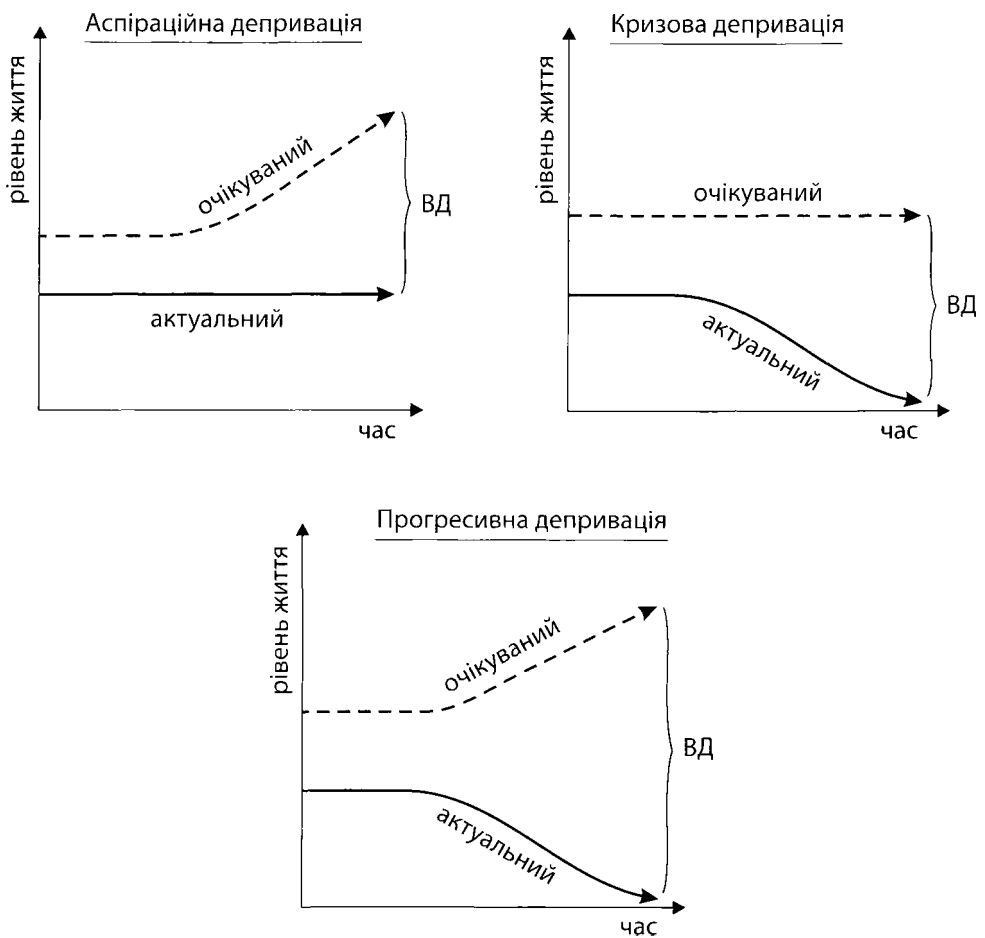 Аспіраційна депривація
рівень життя
очікуваний
актуальний
ВД
час
Кризова депривація
рівень життя
очікуваний
актуальний
ВД
час
Прогресивна депривація
рівень життя
очікуваний
актуальний
ВД
час